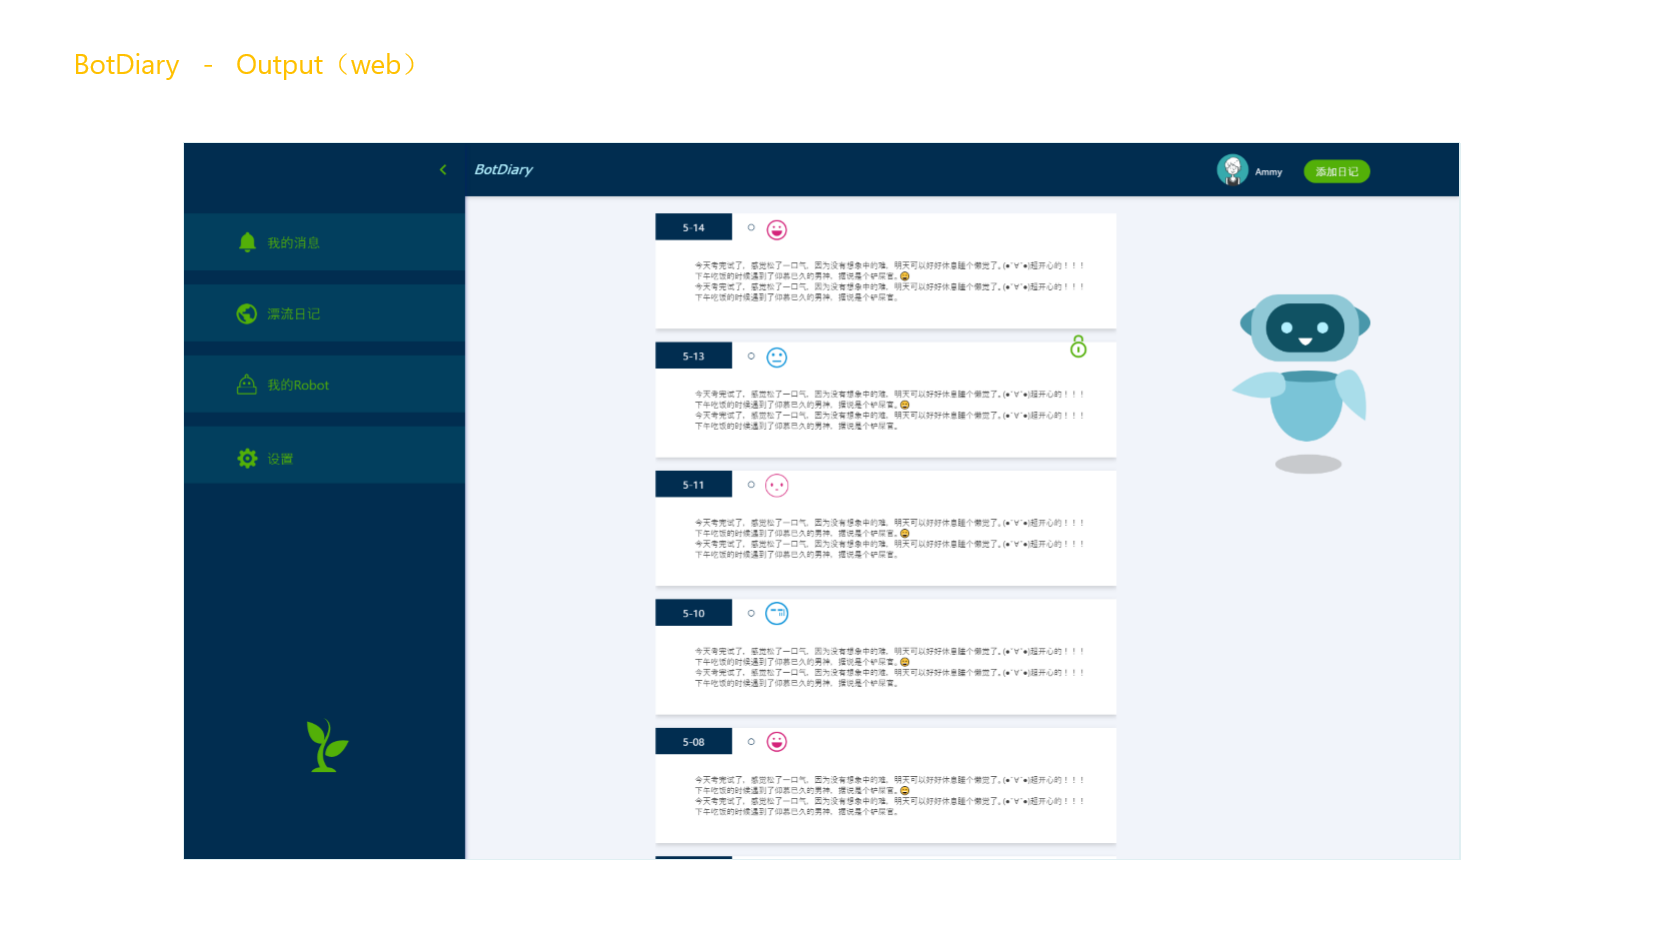 BotDiary - Output（web）
BotDiary
Ammy
添加日记
我的消息
漂流日记
我的Robot
设置
5-14
今天考完试了，感觉松了一口气，因为没有想象中的难，明天可以好好休息睡个懒觉了。(●ˇ∀ˇ●)超开心的！！！
下午吃饭的时候遇到了仰慕已久的男神，据说是个铲屎官。😩
今天考完试了，感觉松了一口气，因为没有想象中的难，明天可以好好休息睡个懒觉了。(●ˇ∀ˇ●)超开心的！！！
下午吃饭的时候遇到了仰慕已久的男神，据说是个铲屎官。
5-13
今天考完试了，感觉松了一口气，因为没有想象中的难，明天可以好好休息睡个懒觉了。(●ˇ∀ˇ●)超开心的！！！
下午吃饭的时候遇到了仰慕已久的男神，据说是个铲屎官。😩
今天考完试了，感觉松了一口气，因为没有想象中的难，明天可以好好休息睡个懒觉了。(●ˇ∀ˇ●)超开心的！！！
下午吃饭的时候遇到了仰慕已久的男神，据说是个铲屎官。
5-11
今天考完试了，感觉松了一口气，因为没有想象中的难，明天可以好好休息睡个懒觉了。(●ˇ∀ˇ●)超开心的！！！
下午吃饭的时候遇到了仰慕已久的男神，据说是个铲屎官。😩
今天考完试了，感觉松了一口气，因为没有想象中的难，明天可以好好休息睡个懒觉了。(●ˇ∀ˇ●)超开心的！！！
下午吃饭的时候遇到了仰慕已久的男神，据说是个铲屎官。
5-10
今天考完试了，感觉松了一口气，因为没有想象中的难，明天可以好好休息睡个懒觉了。(●ˇ∀ˇ●)超开心的！！！
下午吃饭的时候遇到了仰慕已久的男神，据说是个铲屎官。😩
今天考完试了，感觉松了一口气，因为没有想象中的难，明天可以好好休息睡个懒觉了。(●ˇ∀ˇ●)超开心的！！！
下午吃饭的时候遇到了仰慕已久的男神，据说是个铲屎官。
5-08
今天考完试了，感觉松了一口气，因为没有想象中的难，明天可以好好休息睡个懒觉了。(●ˇ∀ˇ●)超开心的！！！
下午吃饭的时候遇到了仰慕已久的男神，据说是个铲屎官。😩
今天考完试了，感觉松了一口气，因为没有想象中的难，明天可以好好休息睡个懒觉了。(●ˇ∀ˇ●)超开心的！！！
下午吃饭的时候遇到了仰慕已久的男神，据说是个铲屎官。